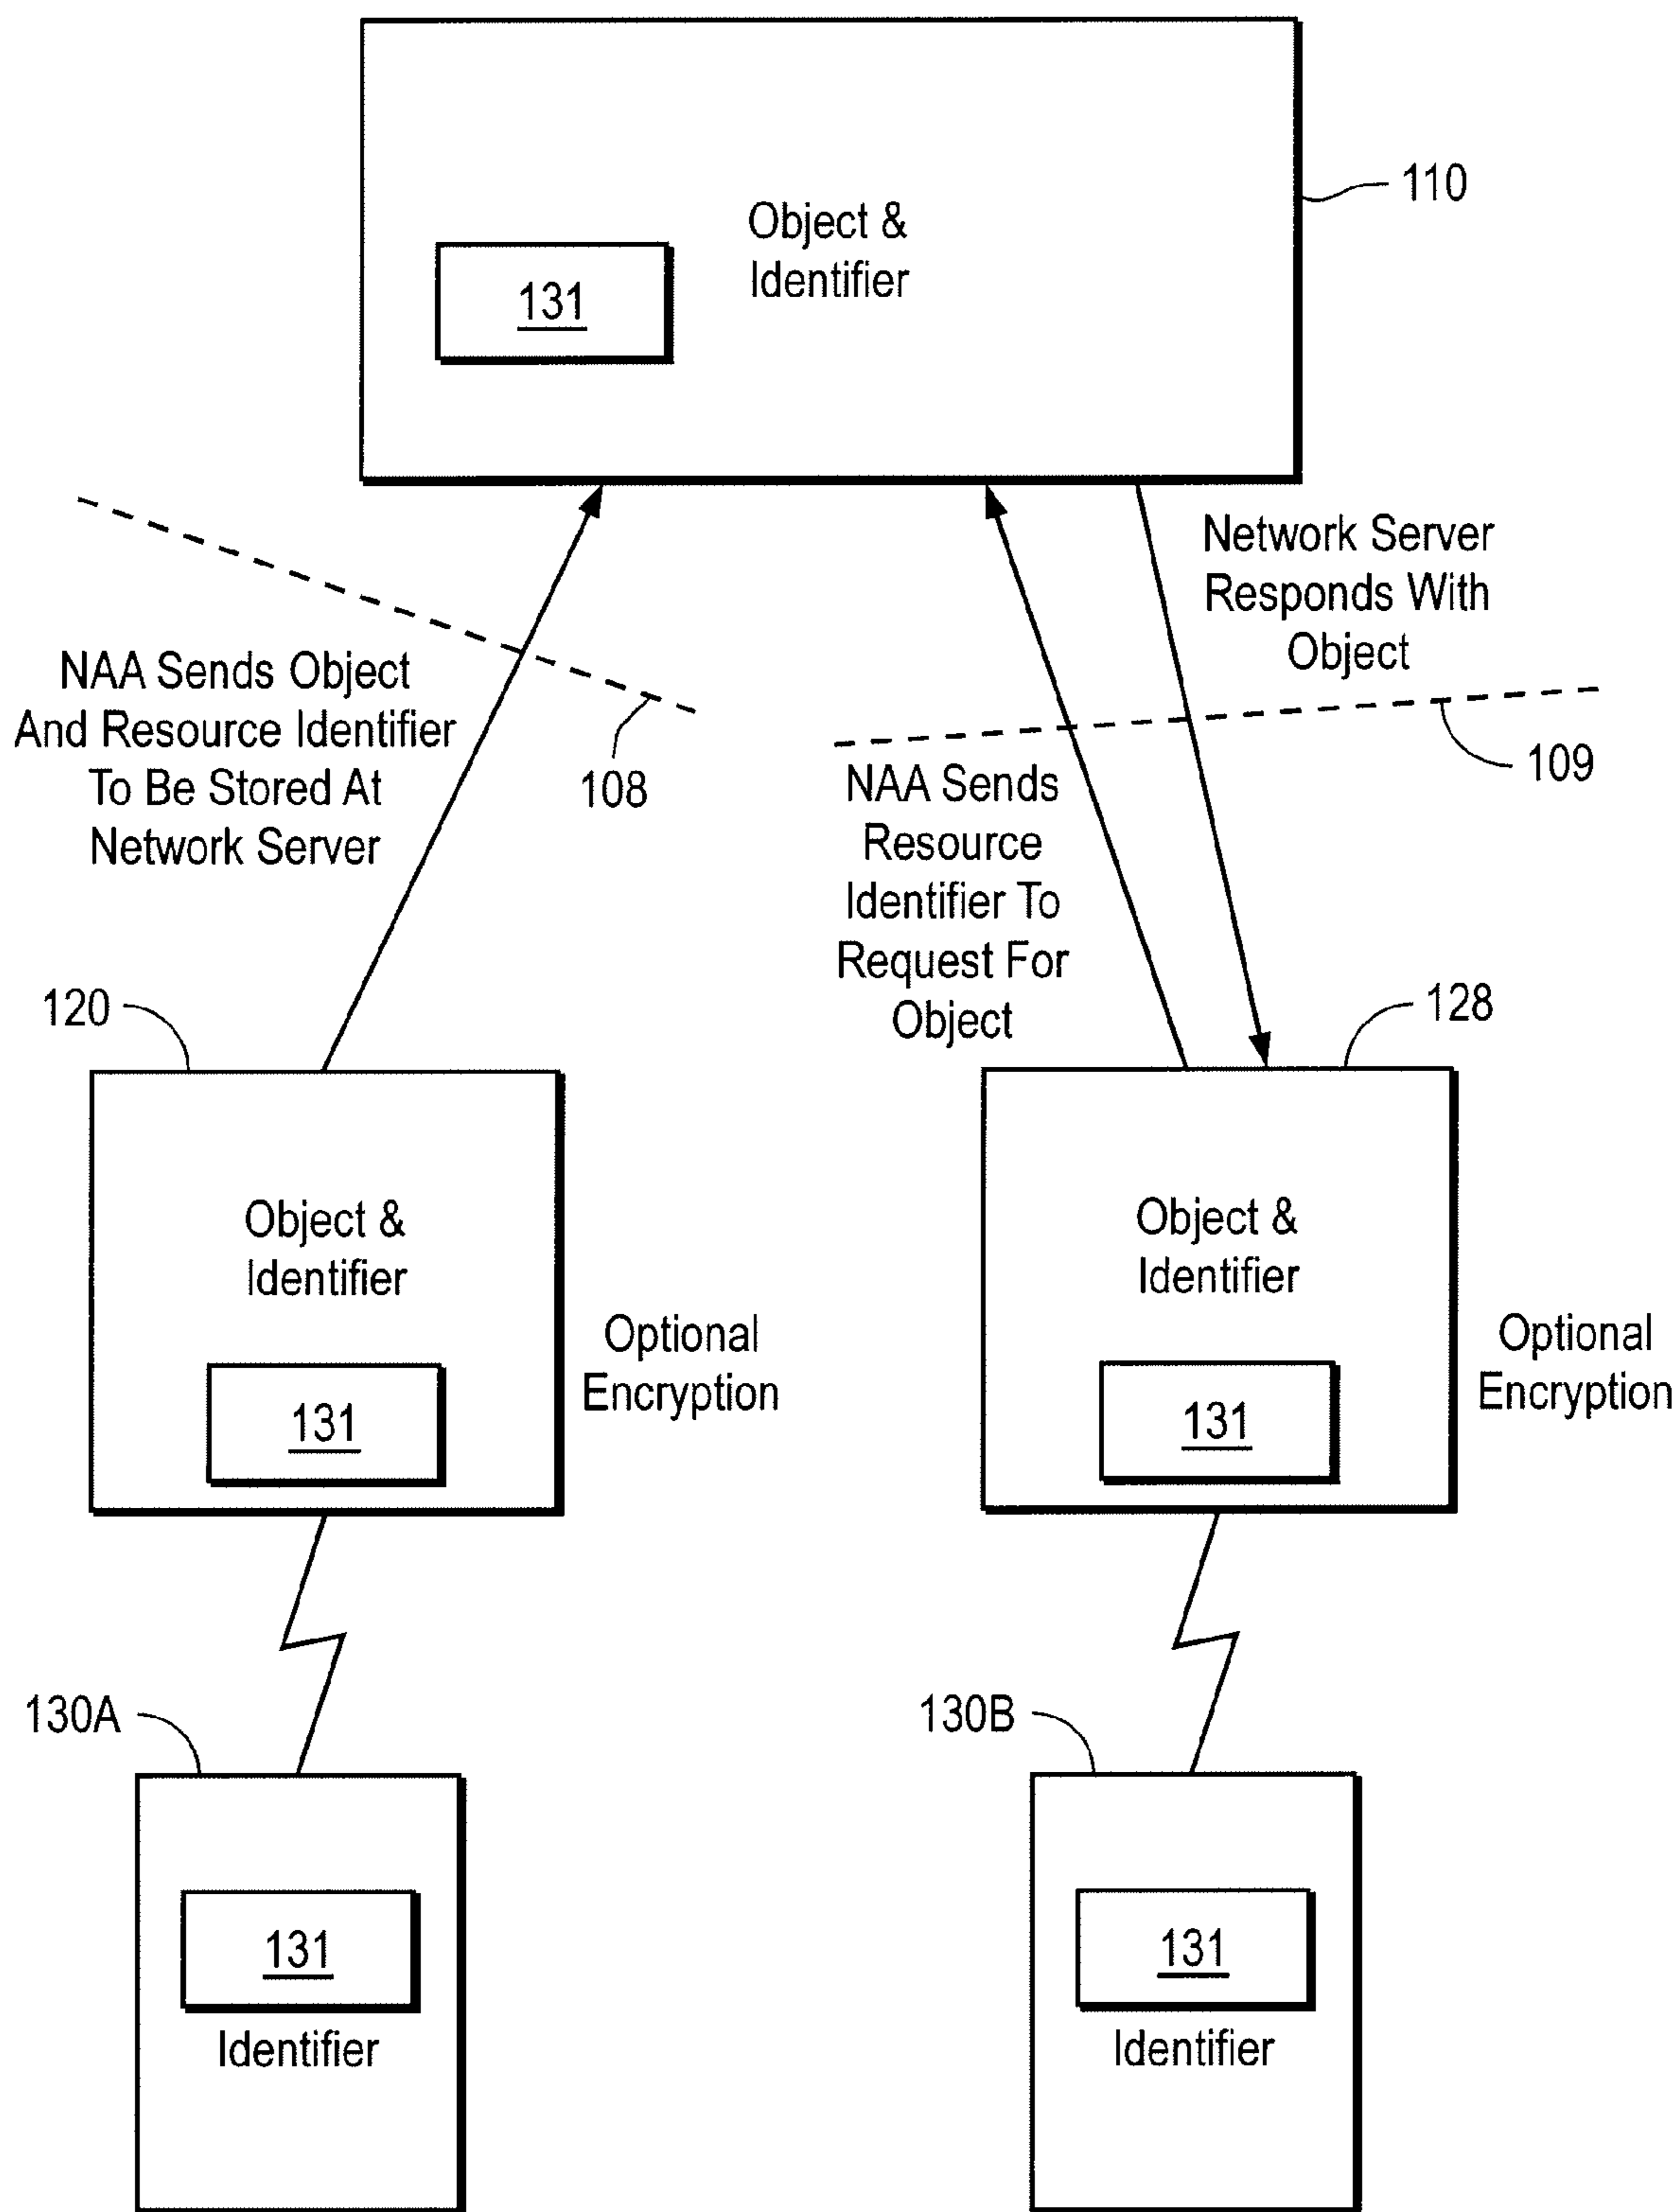 110
Object &
Identifier
131
Network Server
Responds With
Object
NAA Sends Object
And Resource Identifier
To Be Stored At
Network Server
108
109
NAA Sends
Resource
Identifier To
Request For
Object
120
128
Object &
Identifier
131
Optional
Encryption
Object &
Identifier
131
Optional
Encryption
130A
130B
131
Identifier
131
Identifier